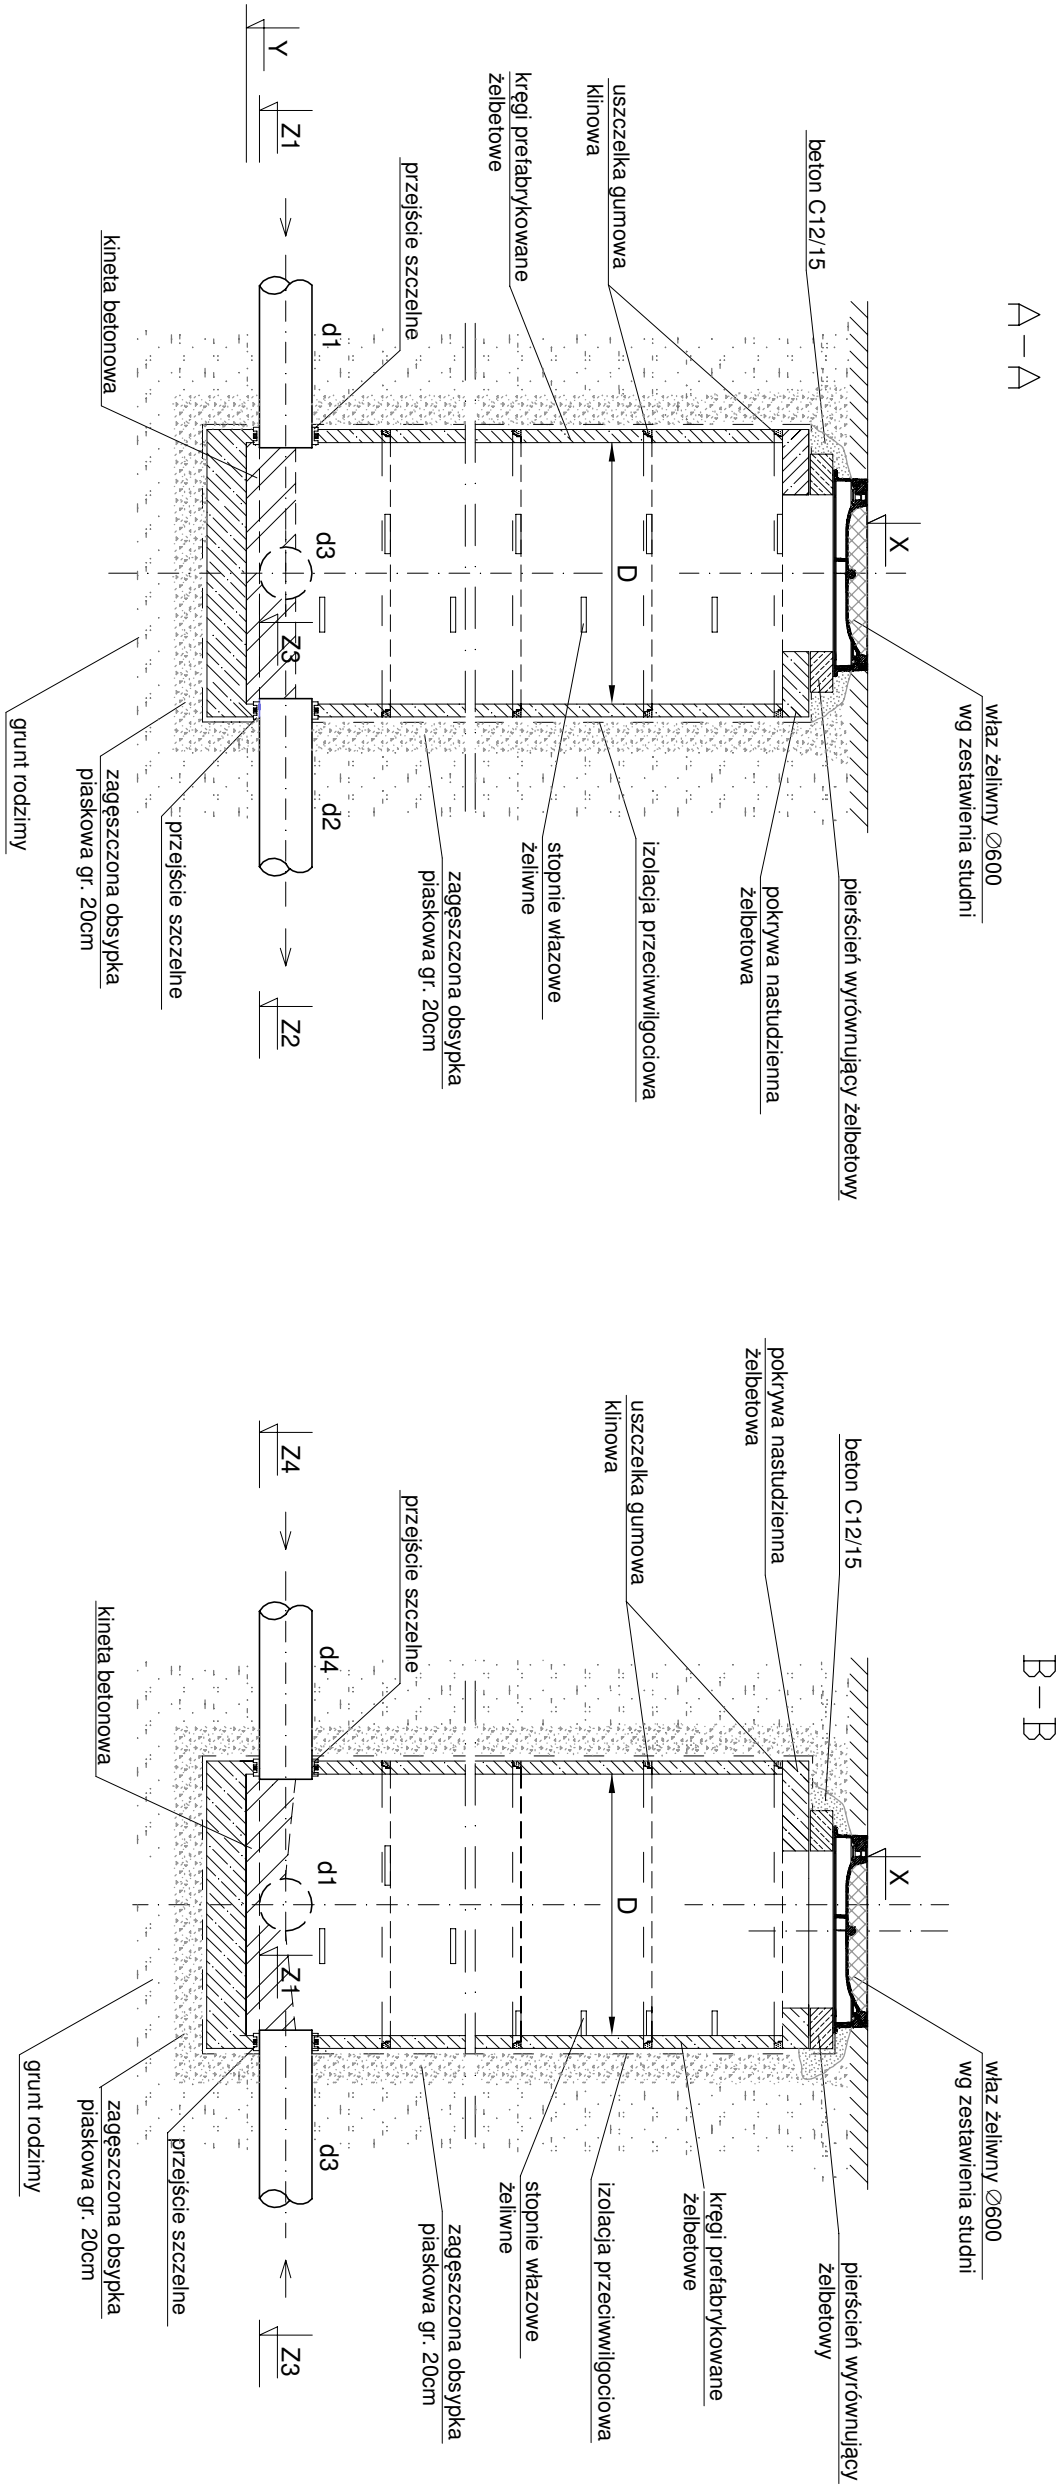 A-A
właz żeliwny ∅600
wg zestawienia studni
X
beton C12/15
pierścień wyrównujący żelbetowy
pokrywa nastudzienna
żelbetowa
uszczelka gumowa
klinowa
izolacja przeciwwilgociowa
kręgi prefabrykowane
żelbetowe
D
stopnie włazowe
żeliwne
zagęszczona obsypka
piaskowa gr. 20cm
przejście szczelne
d1
d3
d2
Y
Z1
Z3
Z2
kineta betonowa
przejście szczelne
zagęszczona obsypka
piaskowa gr. 20cm
grunt rodzimy
B-B
właz żeliwny ∅600
wg zestawienia studni
X
beton C12/15
pierścień wyrównujący
żelbetowy
pokrywa nastudzienna
żelbetowa
kręgi prefabrykowane
żelbetowe
uszczelka gumowa
klinowa
D
izolacja przeciwwilgociowa
stopnie włazowe
żeliwne
zagęszczona obsypka
piaskowa gr. 20cm
przejście szczelne
d4
d1
d3
Z4
Z1
Z3
kineta betonowa
przejście szczelne
zagęszczona obsypka
piaskowa gr. 20cm
grunt rodzimy